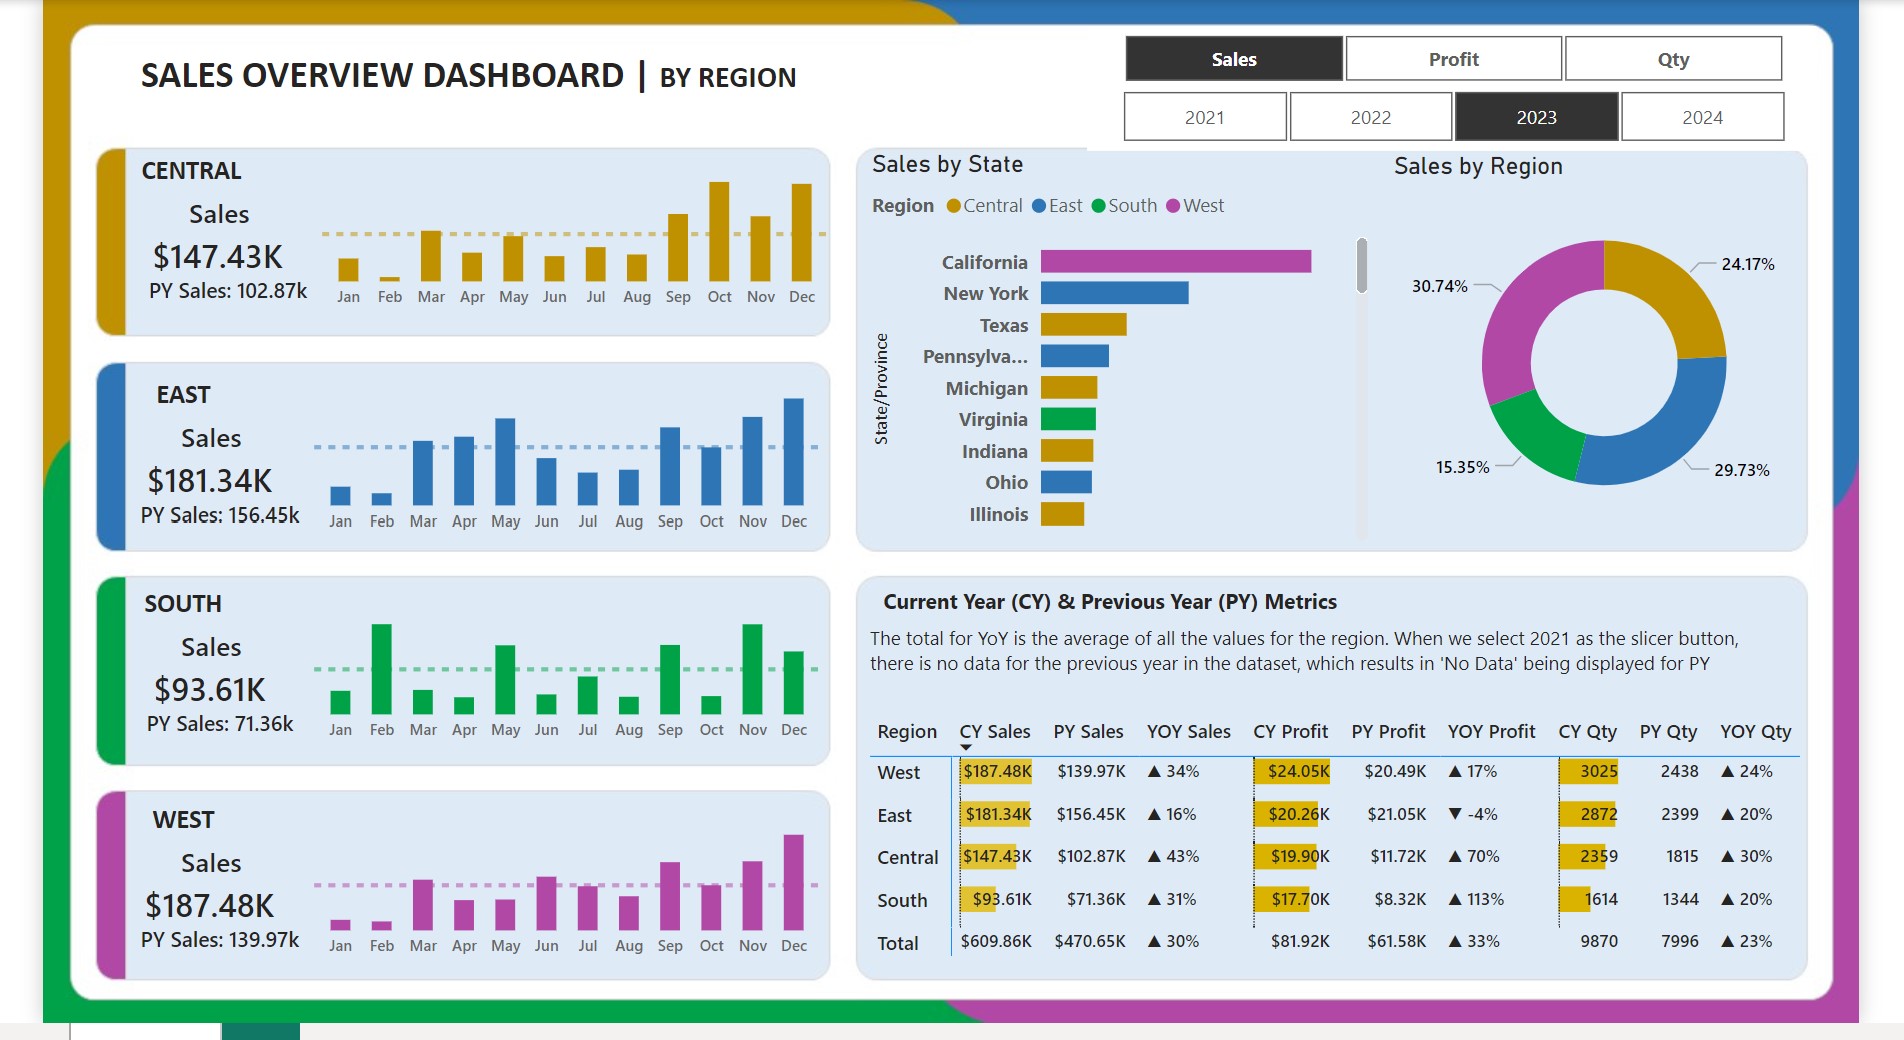 SALES OVERVIEW DASHBOARD | BY REGION
Sales Profit Qty
2021 2022 2023 2024
CENTRAL
Sales
$147.43K
PY Sales: 102.87k
Jan Feb Mar Apr May Jun Jul Aug Sep Oct Nov Dec
EAST
Sales
$181.34K
PY Sales: 156.45k
Jan Feb Mar Apr May Jun Jul Aug Sep Oct Nov Dec
SOUTH
Sales
$93.61K
PY Sales: 71.36k
Jan Feb Mar Apr May Jun Jul Aug Sep Oct Nov Dec
WEST
Sales
$187.48K
PY Sales: 139.97k
Jan Feb Mar Apr May Jun Jul Aug Sep Oct Nov Dec
Sales by State
Region Central East South West
State/Province
California
New York
Texas
Pennsylva...
Michigan
Virginia
Indiana
Ohio
Illinois
Sales by Region
24.17%
30.74%
15.35%
29.73%
Current Year (CY) & Previous Year (PY) Metrics
The total for YoY is the average of all the values for the region. When we select 2021 as the slicer button,
there is no data for the previous year in the dataset, which results in 'No Data' being displayed for PY
Region CY Sales PY Sales YOY Sales CY Profit PY Profit YOY Profit CY Qty PY Qty YOY Qty
West $187.48K $139.97K ▲ 34% $24.05K $20.49K ▲ 17% 3025 2438 ▲ 24%
East $181.34K $156.45K ▲ 16% $20.26K $21.05K ▼ -4% 2872 2399 ▲ 20%
Central $147.43K $102.87K ▲ 43% $19.90K $11.72K ▲ 70% 2359 1815 ▲ 30%
South $93.61K $71.36K ▲ 31% $17.70K $8.32K ▲ 113% 1614 1344 ▲ 20%
Total $609.86K $470.65K ▲ 30% $81.92K $61.58K ▲ 33% 9870 7996 ▲ 23%